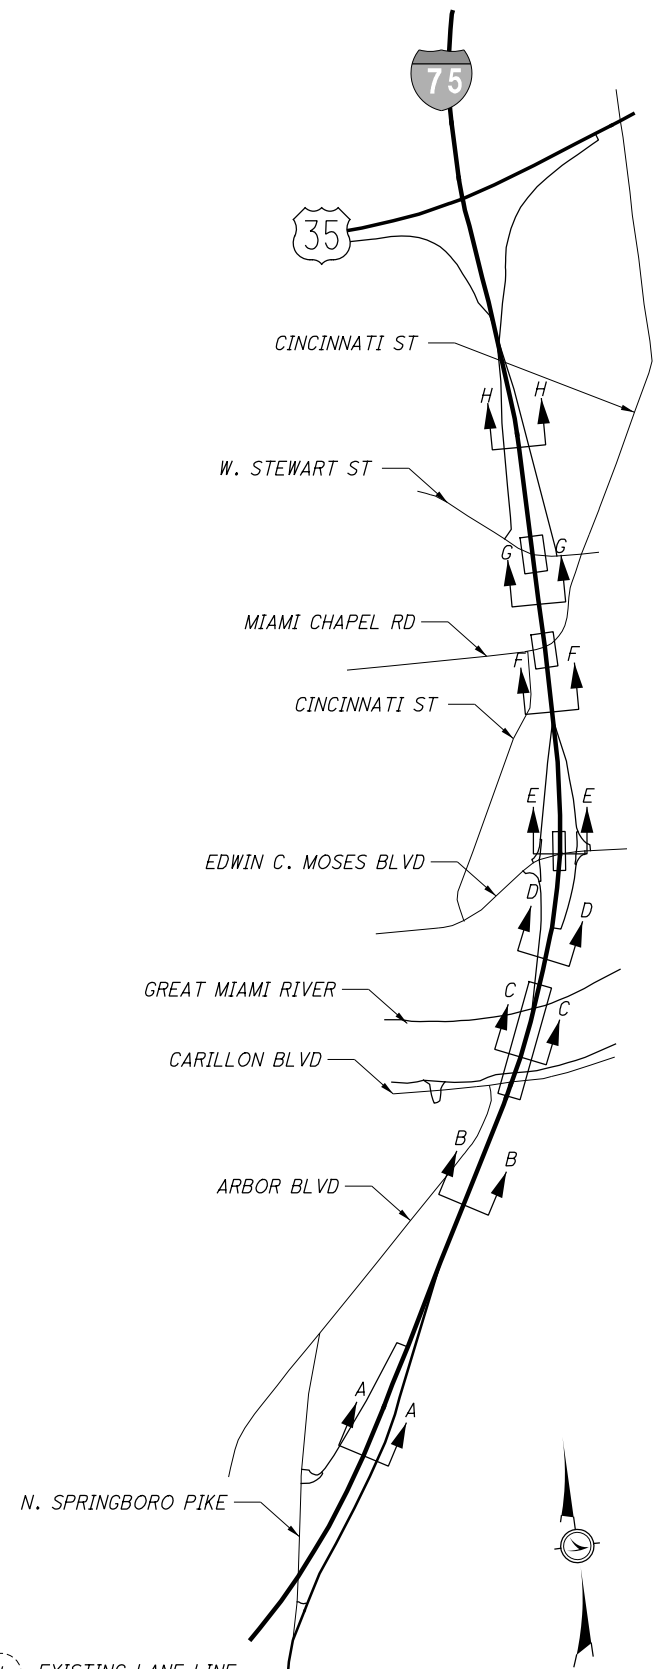 75
35
CINCINNATI ST
H H
W. STEWART ST
G G
MIAMI CHAPEL RD
F F
CINCINNATI ST
E E
EDWIN C. MOSES BLVD
D D
GREAT MIAMI RIVER
C C
CARILLON BLVD
B B
ARBOR BLVD
A A
N. SPRINGBORO PIKE
EXISTING LANE LINE